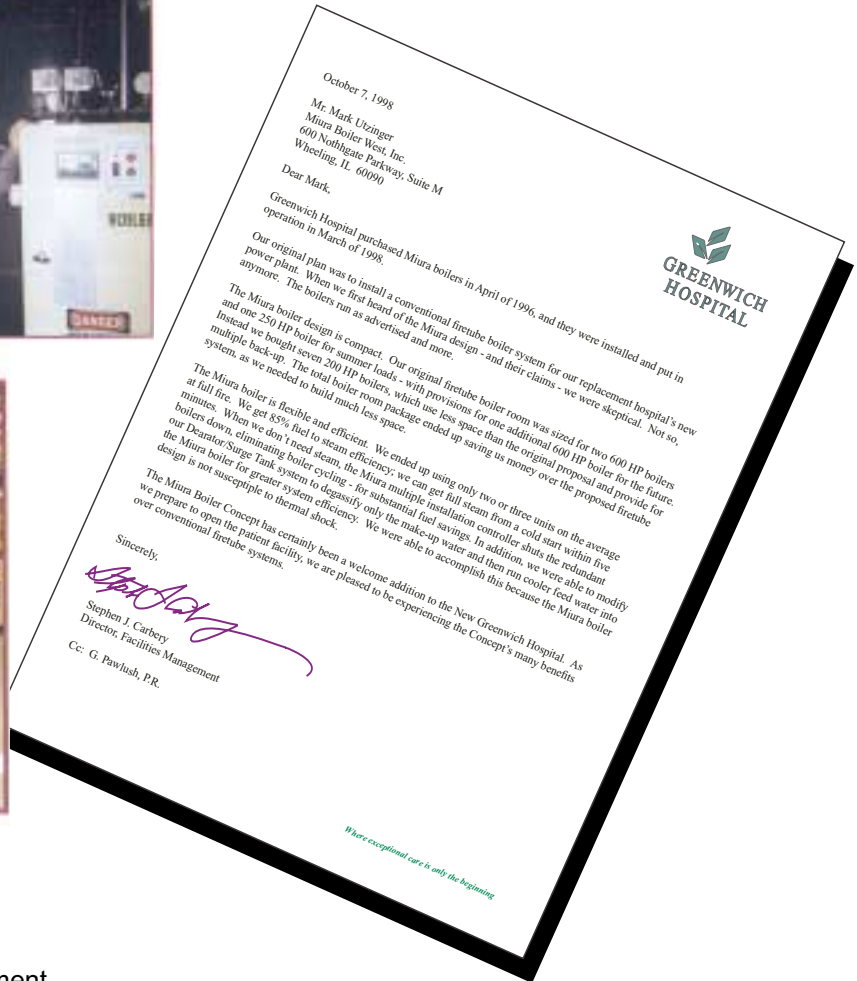 DANGER
October 7, 1998
Mr. Mark Utzinger
Miura Boiler West, Inc.
600 Nothhgate Parkway, Suite M
Wheeling, IL 60090
GREENWICH
HOSPITAL
Dear Mark,
Greenwich Hospital purchased Miura boilers in April of 1996, and they were installed and put in
operation in March of 1998.
Our original plan was to install a conventional firetube boiler system for our replacement hospital's new
power plant. When we first heard of the Miura design - and their claims - we were skeptical. Not so,
anymore. The boilers run as advertised and more.
The Miura boiler design is compact. Our original firetube boiler room was sized for two 600 HP boilers
and one 250 HP boiler for summer loads - with provisions for one additional 600 HP boiler for the future.
Instead we bought seven 200 HP boilers, which use less space than the original proposal and provide for
multiple back-up. The total boiler room package ended up saving us money over the proposed firetube
system, as we needed to build much less space.
The Miura boiler is flexible and efficient. We ended up using only two or three units on the average
at full fire. We get 85% fuel to steam efficiency; we can get full steam from a cold start within five
minutes. When we don't need steam, the Miura multiple installation controller shuts the redundant
boilers down, eliminating boiler cycling - for substantial fuel savings. In addition, we were able to modify
our Dearator/Surge Tank system to degassify only the make-up water and then run cooler feed water into
the Miura boiler for greater system efficiency. We were able to accomplish this because the Miura boiler
design is not susceptiple to thermal shock.
The Miura Boiler Concept has certainly been a welcome addition to the New Greenwich Hospital. As
we prepare to open the patient facility, we are pleased to be experiencing the Concept's many benefits
over conventional firetube systems.
Sincerely,
Stephen J. Carbery
Director, Facilities Management
Cc: G. Pawlush, P.R.
Where exceptional care is only the beginning